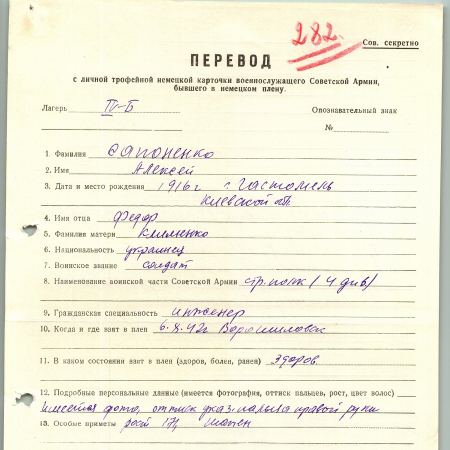 282.
Сов. секретно
ПЕРЕВОД
с личной трофейной немецкой карточки военнослужащего Советской Армии,
бывшего в немецком плену.
Лагерь IV-Б Опознавательный знак
№
1. Фамилия Сапоненко
2. Имя Алексей
3. Дата и место рождения 1916 г с. Гастомель
Киевской обл.
4. Имя отца Федор
5. Фамилия матери Клименко
6. Национальность украинец
7. Воинское звание солдат
8. Наименование воинской части Советской Армии стр. полк (4 див)
9. Гражданская специальность инженер
10. Когда и где взят в плен 6.8.42г Ворошиловск
11. В каком состоянии взят в плен (здоров, болен, ранен) здоров.
12. Подробные персональные данные (имеется фотография, оттиск пальцев, рост, цвет волос)
Имеется фото, оттиск указ. пальца правой руки
13. Особые приметы рост 171, шатен